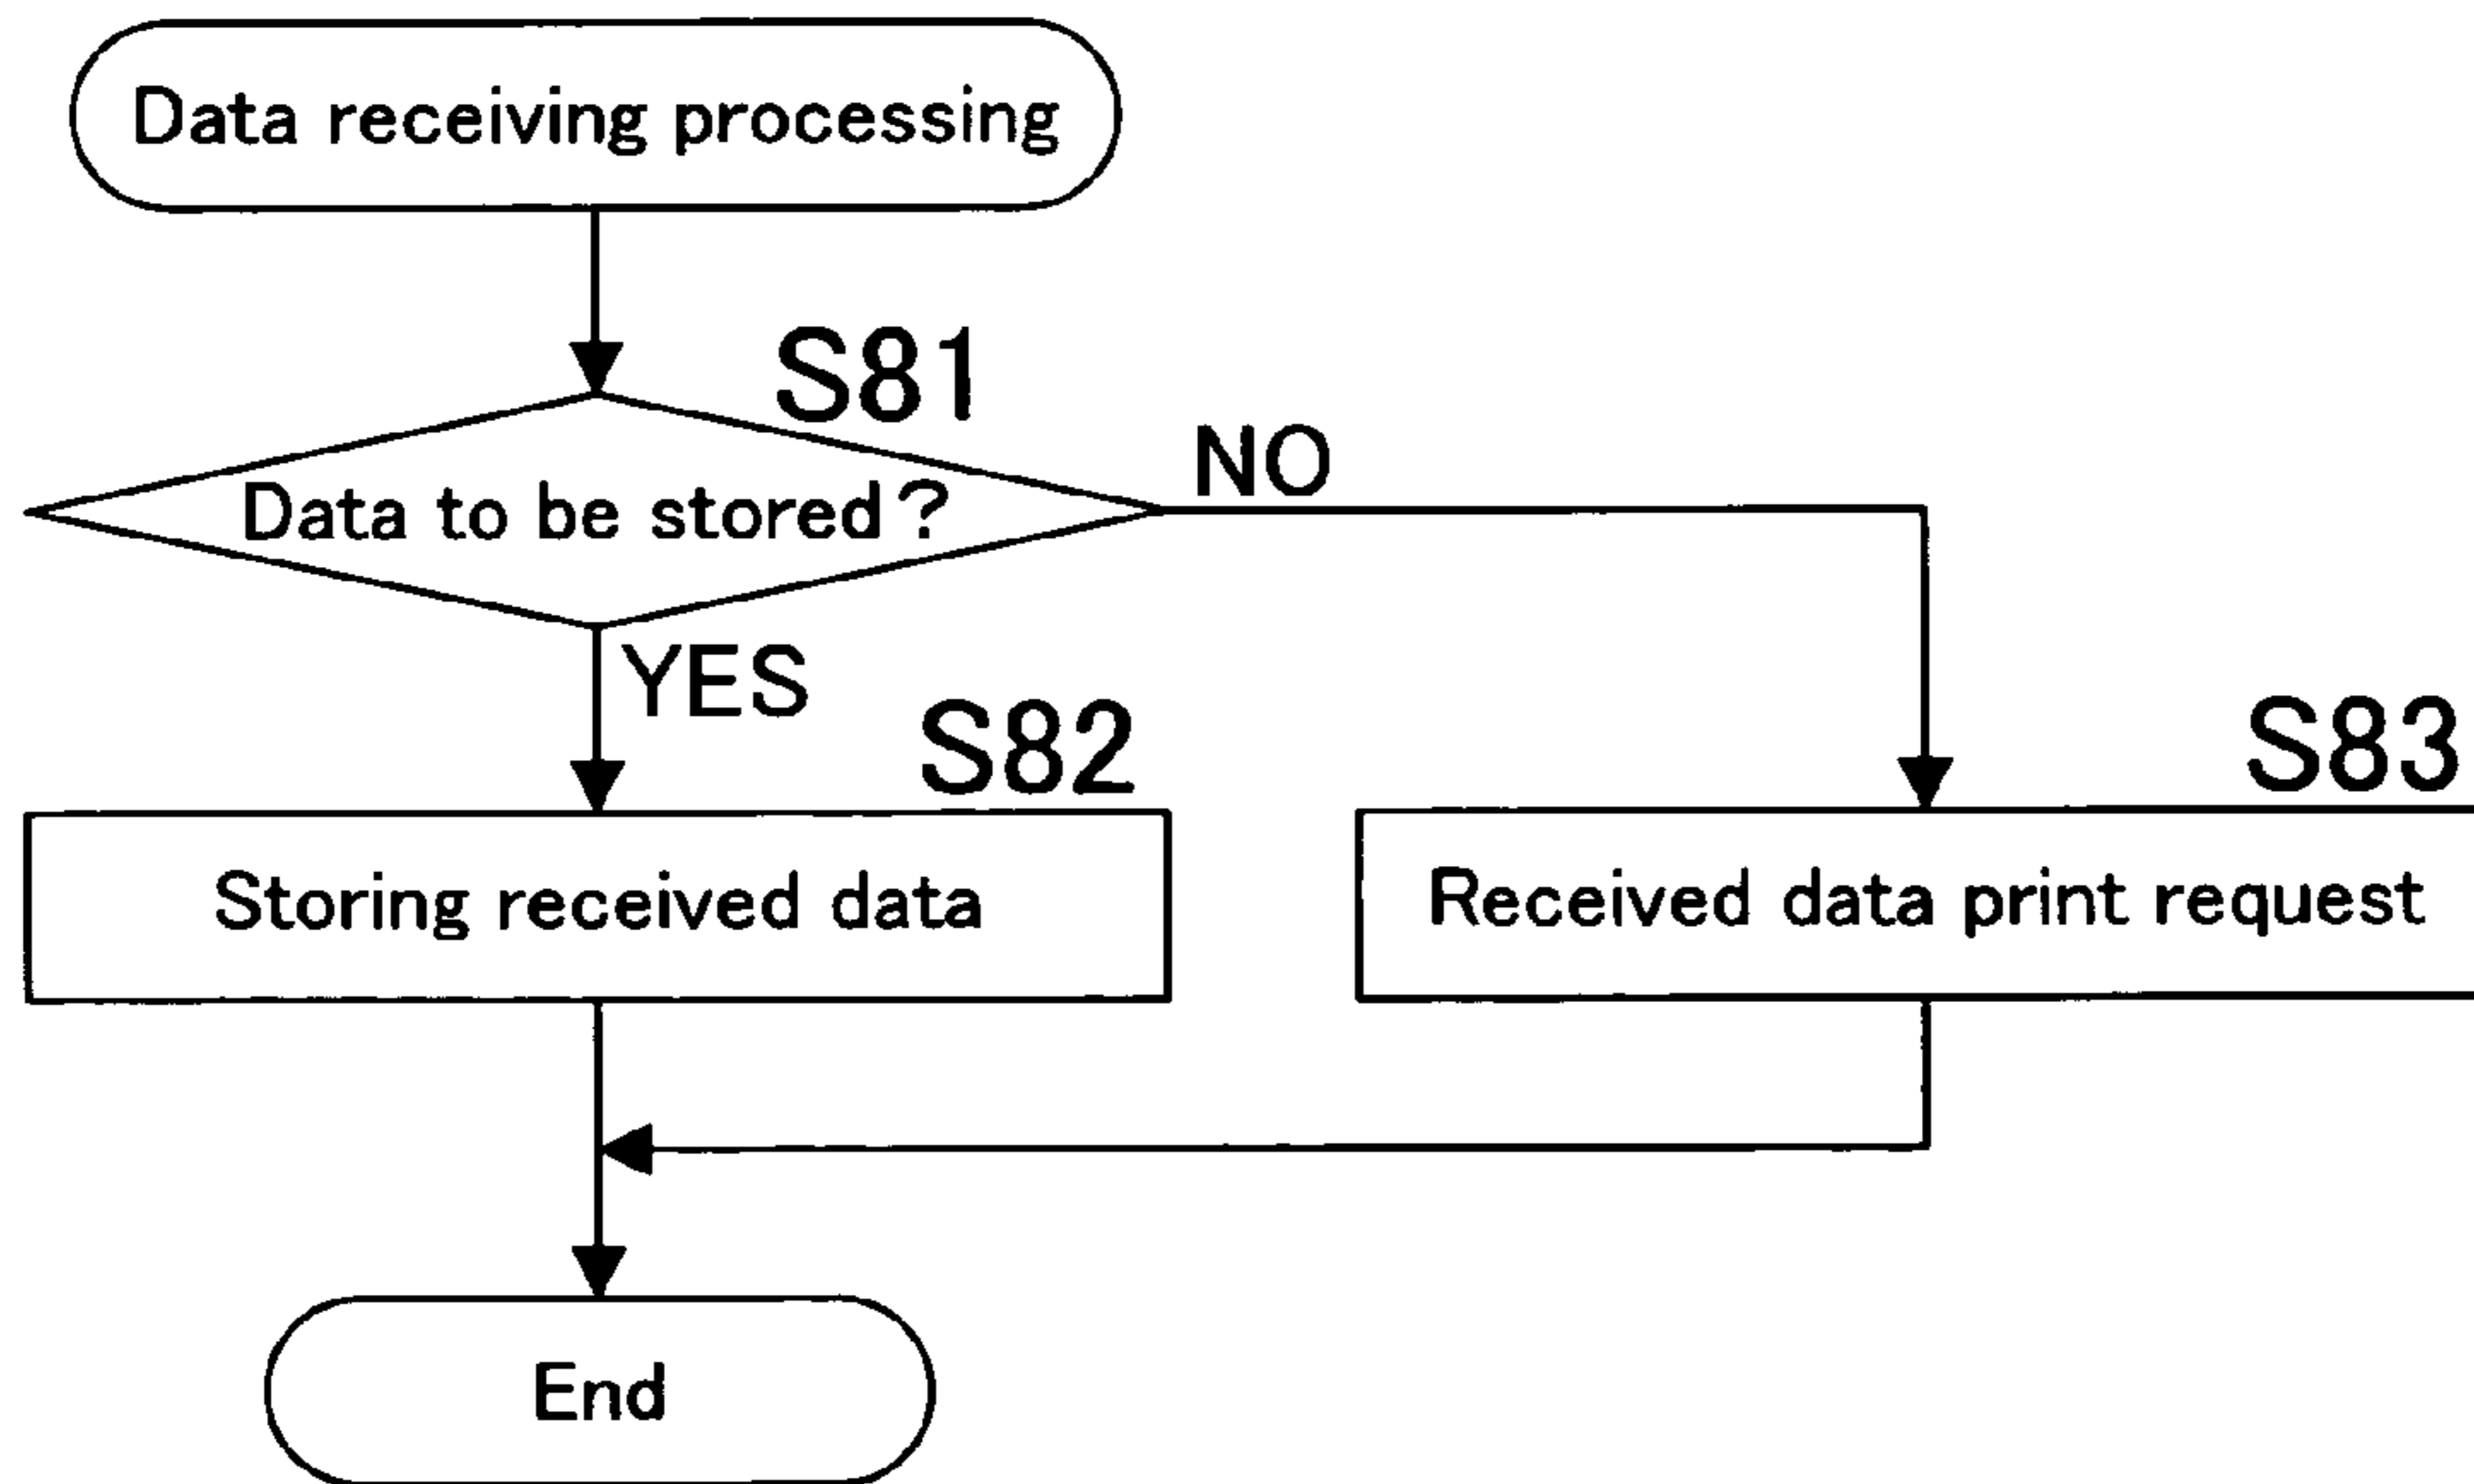 Data receiving processing
S81
Data to be stored?
NO
YES
S82
S83
Storing received data
Received data print request
End